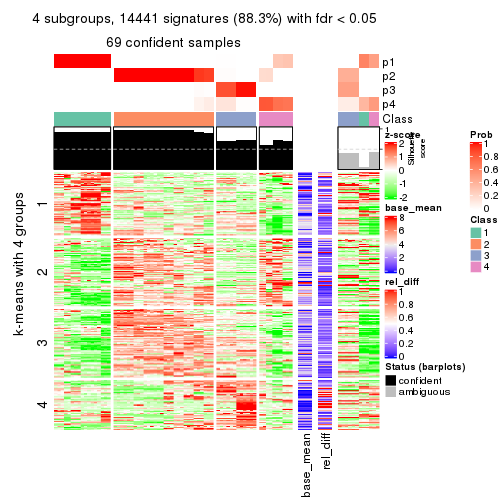 4 subgroups, 14441 signatures (88.3%) with fdr < 0.05
69 confident samples
p1
p2
p3
p4
Class
1
Silhouette
score
z-score
2
1
0
-1
-2
Prob
1
0.8
0.6
0.4
0.2
0
base_mean
8
6
4
2
0
Class
1
2
3
4
rel_diff
1
0.8
0.6
0.4
0.2
0
Status (barplots)
confident
ambiguous
k-means with 4 groups
1
2
3
4
base_mean
rel_diff